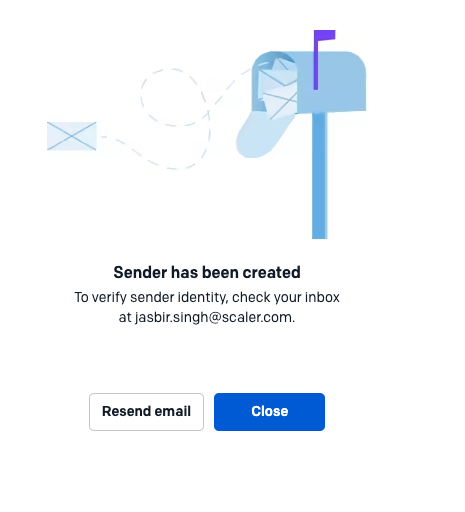 Sender has been created
To verify sender identity, check your inbox
at jasbir.singh@scaler.com.
Resend email
Close